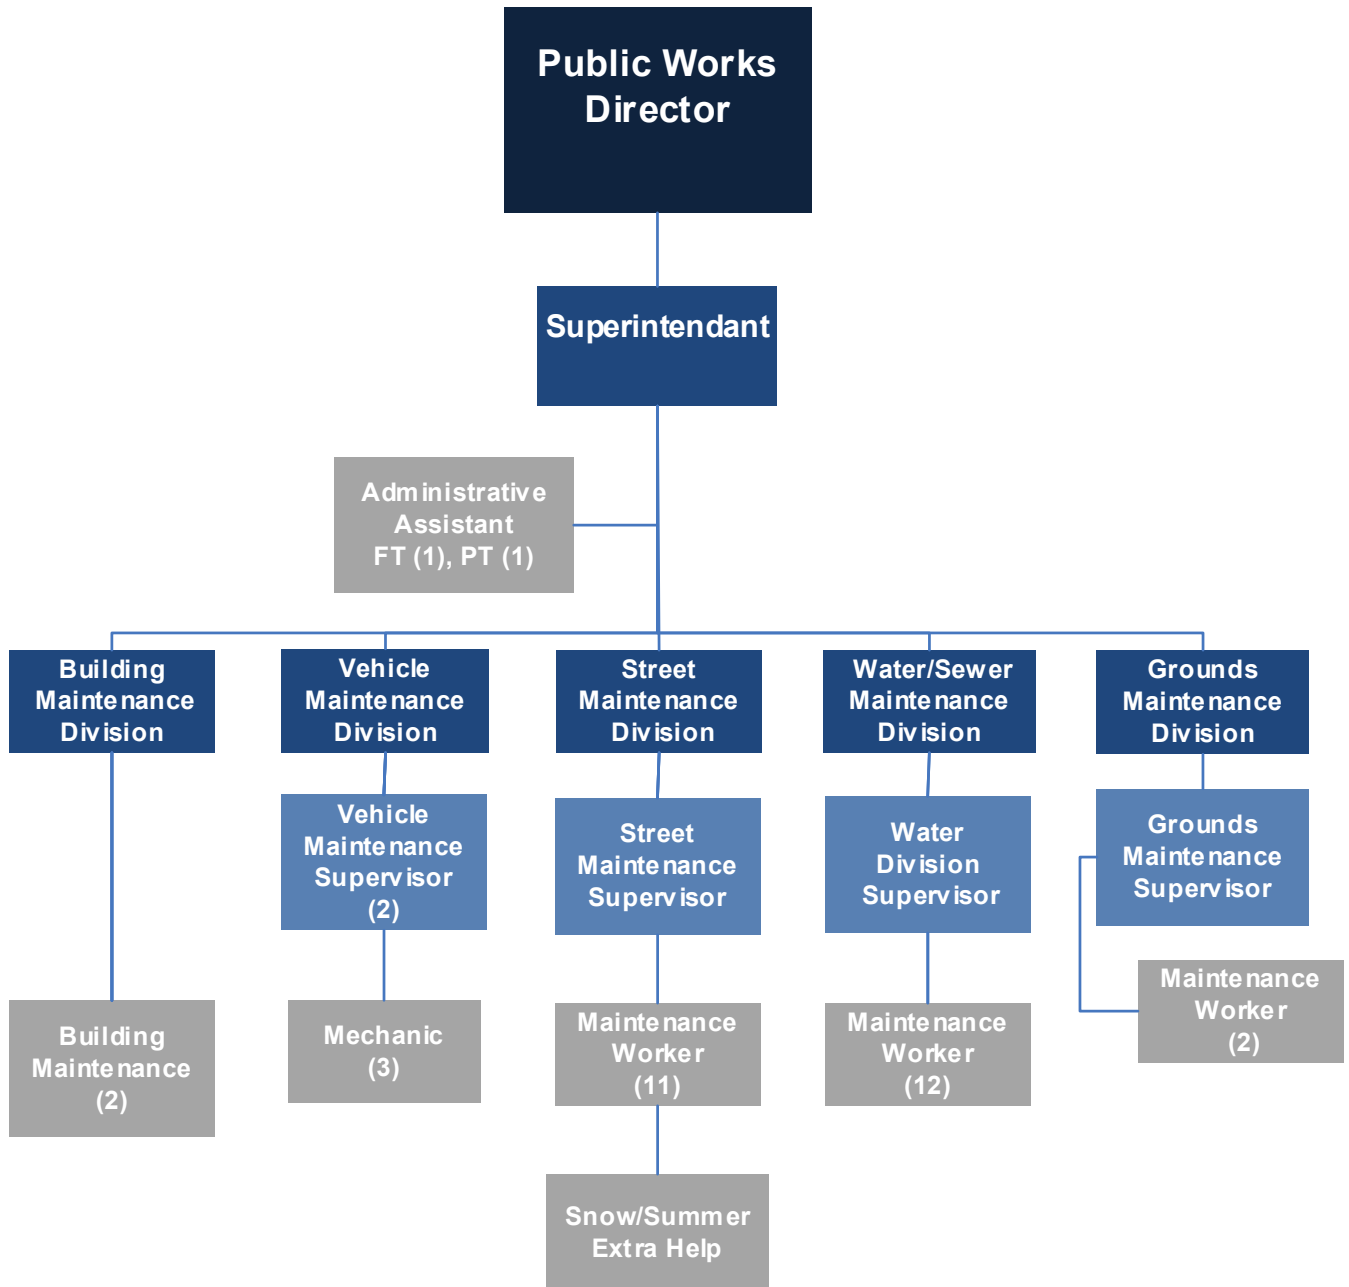 Public Works
Director
Superintendant
Administrative
Assistant
FT (1), PT (1)
Building
Maintenance
Division
Vehicle
Maintenance
Division
Street
Maintenance
Division
Water/Sewer
Maintenance
Division
Grounds
Maintenance
Division
Vehicle
Maintenance
Supervisor
(2)
Street
Maintenance
Supervisor
Water
Division
Supervisor
Grounds
Maintenance
Supervisor
Building
Maintenance
(2)
Mechanic
(3)
Maintenance
Worker
(11)
Maintenance
Worker
(12)
Maintenance
Worker
(2)
Snow/Summer
Extra Help